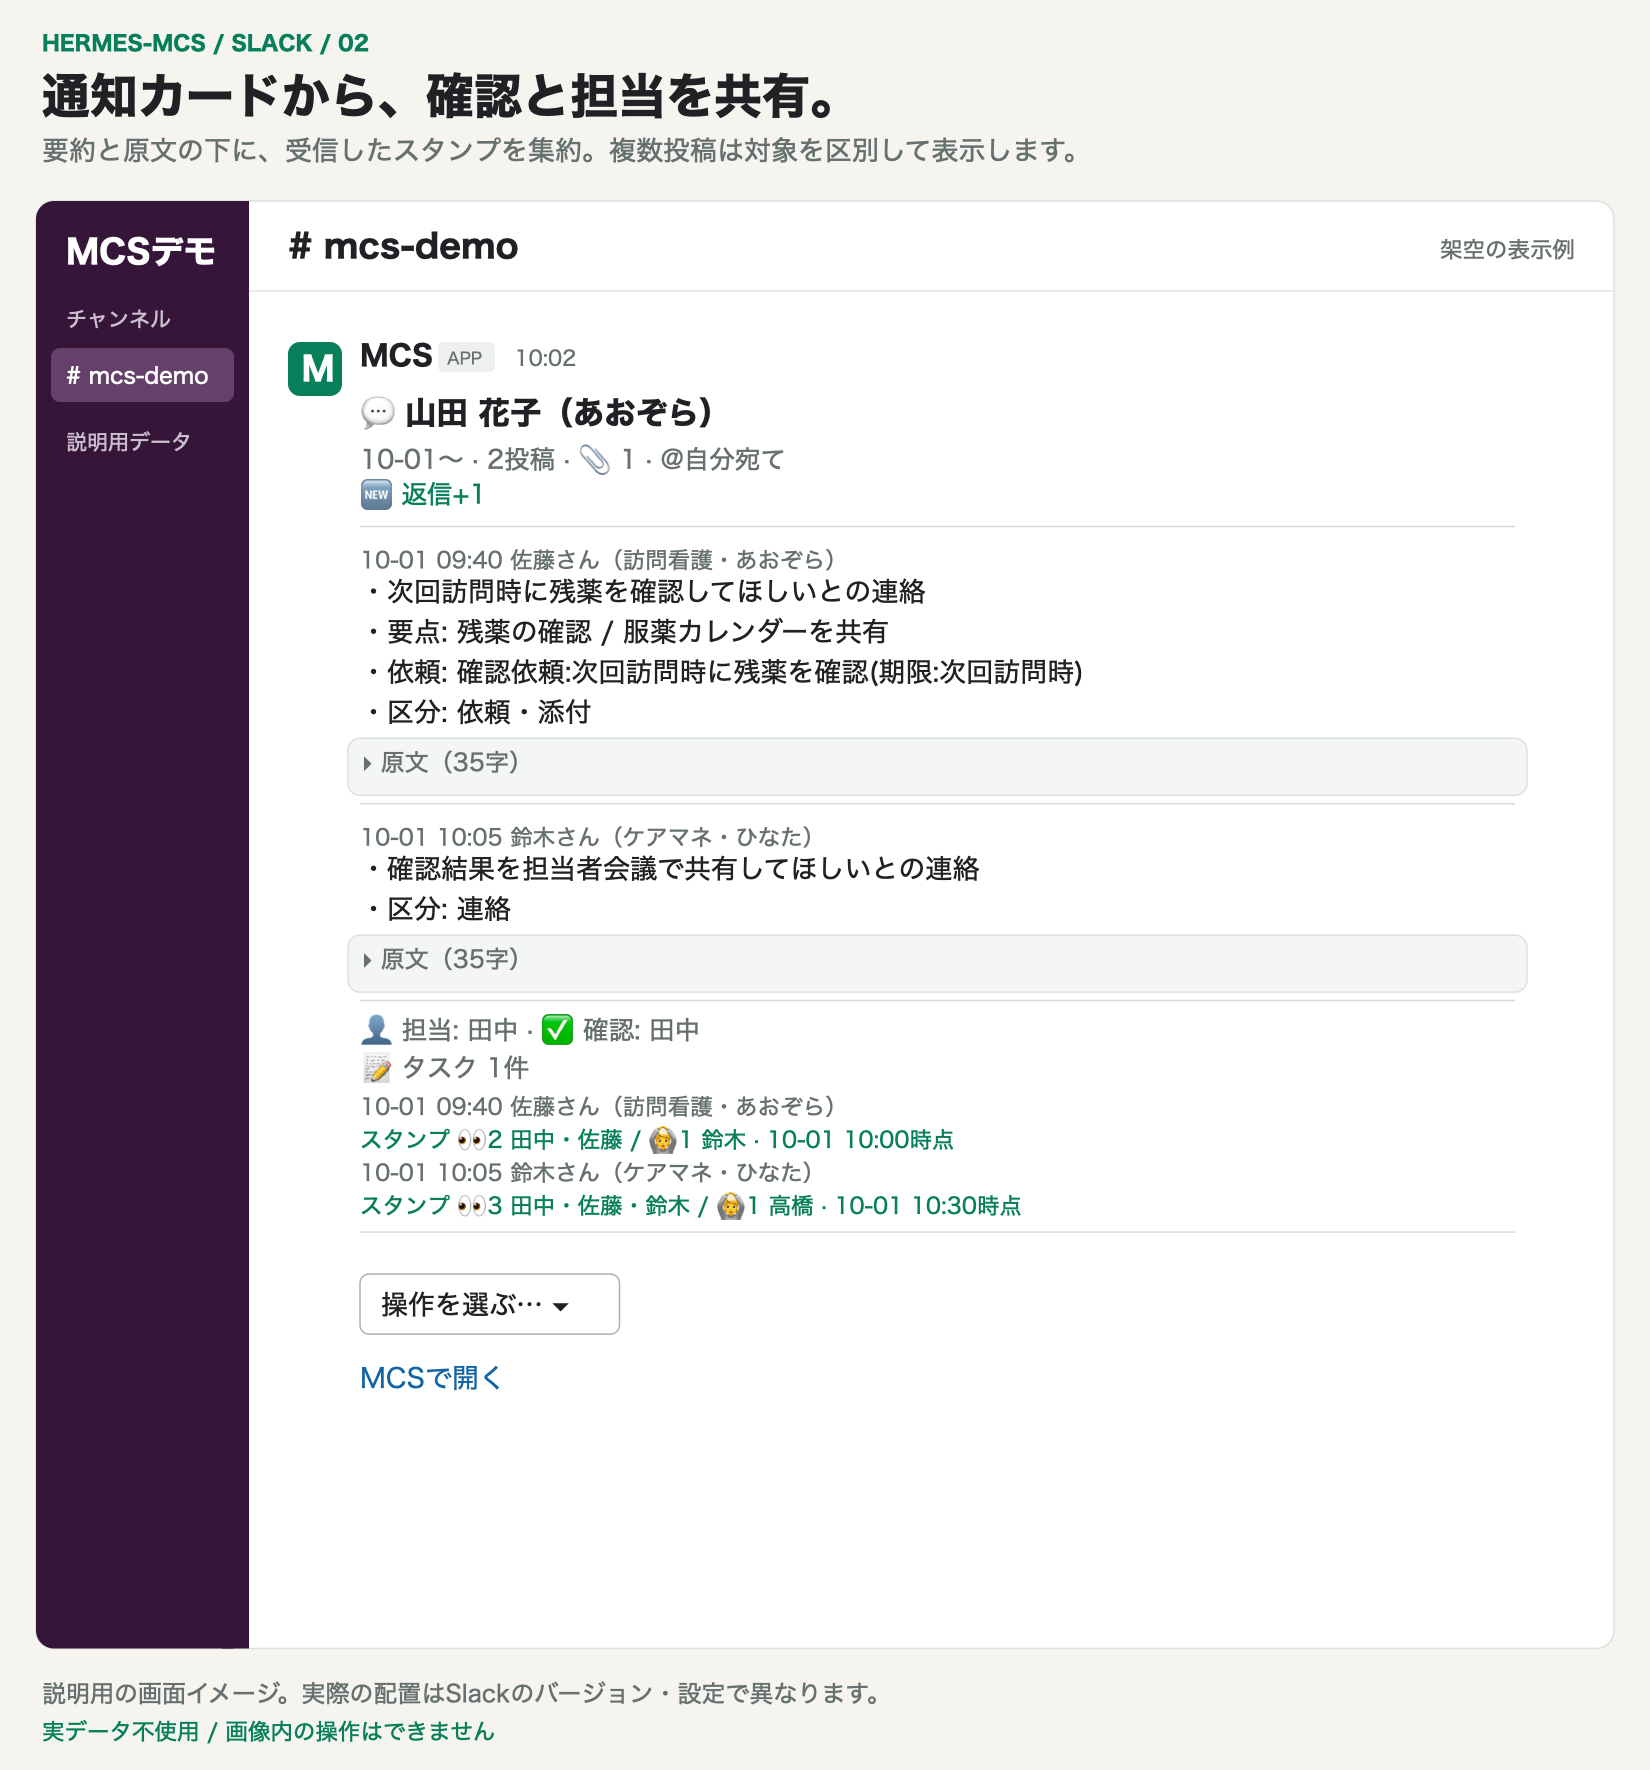 HERMES-MCS / SLACK / 02
通知カードから、確認と担当を共有。
要約と原文の下に、受信したスタンプを集約。複数投稿は対象を区別して表示します。
MCSデモ
チャンネル
# mcs-demo
説明用データ
# mcs-demo
架空の表示例
M
MCS APP 10:02
💬 山田 花子（あおぞら）
10-01〜 · 2投稿 · 📎 1 · @自分宛て
🆕 返信+1
10-01 09:40 佐藤さん（訪問看護・あおぞら）
・次回訪問時に残薬を確認してほしいとの連絡
・要点: 残薬の確認 / 服薬カレンダーを共有
・依頼: 確認依頼:次回訪問時に残薬を確認(期限:次回訪問時)
・区分: 依頼・添付
原文（35字）
10-01 10:05 鈴木さん（ケアマネ・ひなた）
・確認結果を担当者会議で共有してほしいとの連絡
・区分: 連絡
原文（35字）
👤 担当: 田中 · ✅ 確認: 田中
📝 タスク 1件
10-01 09:40 佐藤さん（訪問看護・あおぞら）
スタンプ 👀2 田中・佐藤 / 🙆1 鈴木 · 10-01 10:00時点
10-01 10:05 鈴木さん（ケアマネ・ひなた）
スタンプ 👀3 田中・佐藤・鈴木 / 🙆1 高橋 · 10-01 10:30時点
操作を選ぶ…
MCSで開く
説明用の画面イメージ。実際の配置はSlackのバージョン・設定で異なります。
実データ不使用 / 画像内の操作はできません